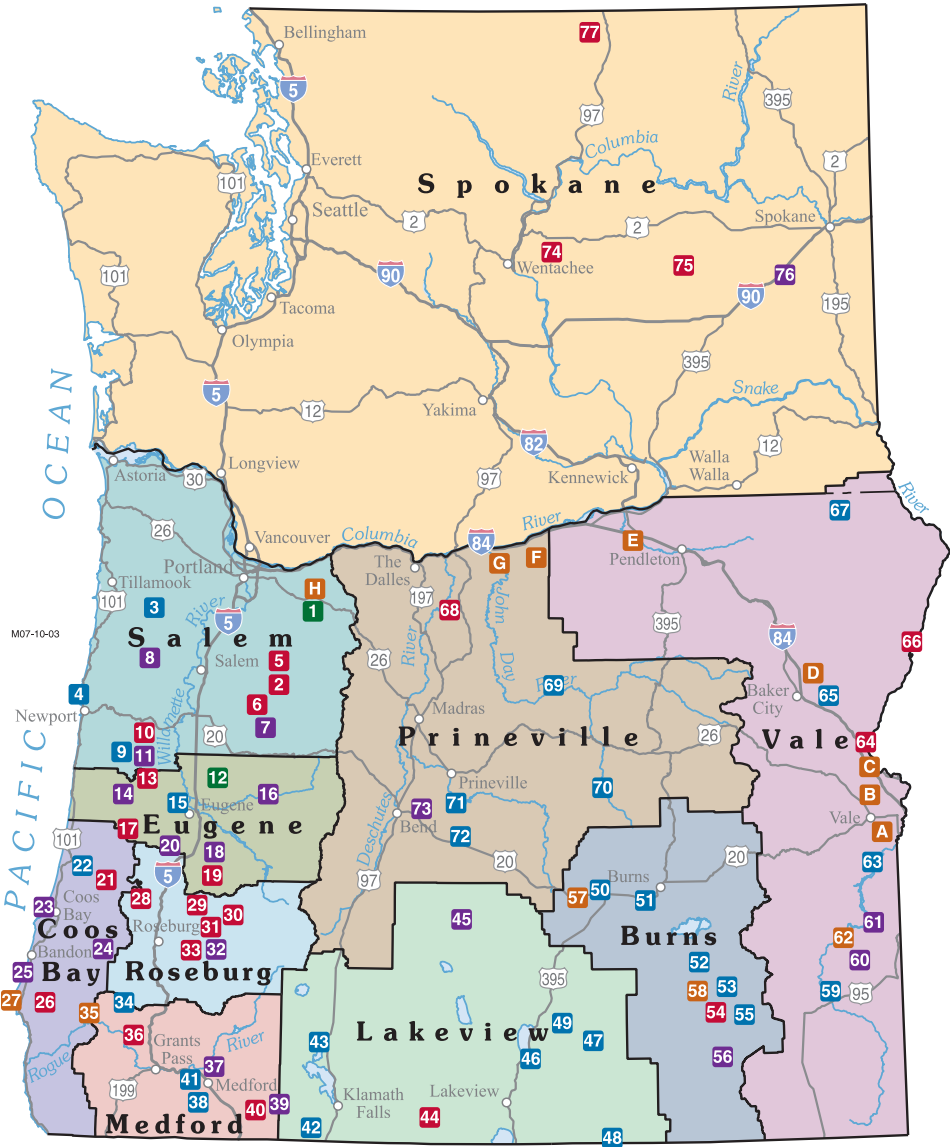 Bellingham
77
5
River
395
97
Columbia
Everett
2
101
Spokane
Seattle
2
2
Spokane
74
Wentachee
75
76
101
90
90
195
Tacoma
Olympia
395
5
Snake
12
Yakima
82
12
OCEAN
Longview
Walla
Walla
Astoria
30
97
Kennewick
River
67
26
Vancouver
Columbia
River
84
E
Portland
The
Dalles
G
F
Pendleton
Tillamook
H
101
3
River
1
197
68
John
5
395
84
66
M07-10-03
Salem
8
Salem
5
26
River
Day
D
2
River
69
Baker
City
65
4
6
Newport
Willamette
7
Madras
10
20
Prineville
26
Vale
64
9
11
C
13
12
Prineville
14
16
70
B
15
Eugene
73
71
Vale
17
Eugene
Bend
A
PACIFIC
101
20
18
Deschutes
72
20
20
63
22
5
21
19
97
Burns
28
29
57
50
51
Coos
Bay
23
30
45
61
Roseburg
31
Coos
Burns
62
24
33
32
Bandon
52
60
25
Bay
Roseburg
395
58
53
59
95
27
26
34
35
54
55
36
River
Lakeview
49
Grants
Pass
43
47
Rogue
46
56
37
41
Medford
199
38
Klamath
Falls
Lakeview
40
39
44
Medford
42
48